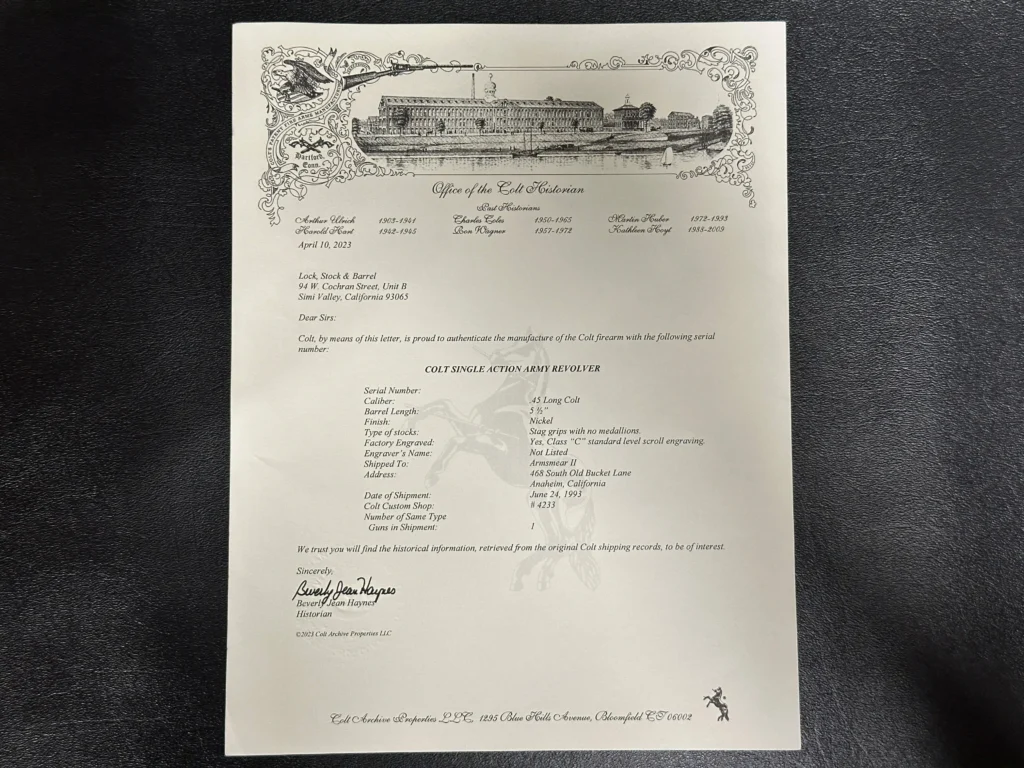 Hartford,
Conn.
Office of the Colt Historian
Past Historians
Arthur Ulrich 1903-1941 Charles Coles 1950-1965 Martin Huber 1972-1993
Harold Hart 1942-1945 Ron Wagner 1957-1972 Kathleen Hoyt 1988-2009
April 10, 2023
Lock, Stock & Barrel
94 W. Cochran Street, Unit B
Simi Valley, California 93065
Dear Sirs:
Colt, by means of this letter, is proud to authenticate the manufacture of the Colt firearm with the following serial
number:
COLT SINGLE ACTION ARMY REVOLVER
Serial Number:
Caliber: .45 Long Colt
Barrel Length: 5 ½"
Finish: Nickel
Type of stocks: Stag grips with no medallions.
Factory Engraved: Yes, Class "C" standard level scroll engraving.
Engraver's Name: Not Listed
Shipped To: Armsmear II
Address: 468 South Old Bucket Lane
Anaheim, California
Date of Shipment: June 24, 1993
Colt Custom Shop: # 4233
Number of Same Type
Guns in Shipment: 1
We trust you will find the historical information, retrieved from the original Colt shipping records, to be of interest.
Sincerely,
Beverly Jean Haynes
Beverly Jean Haynes
Historian
©2023 Colt Archive Properties LLC
Colt Archive Properties LLC 1295 Blue Hills Avenue, Bloomfield CT 06002